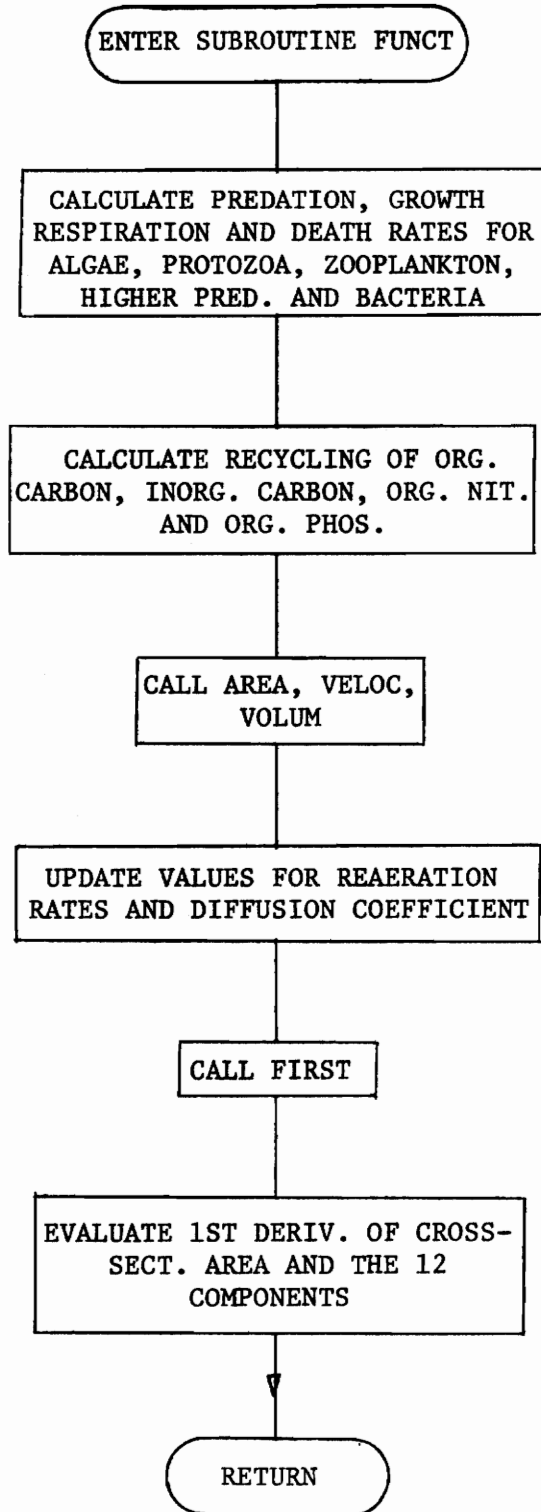 ENTER SUBROUTINE FUNCT
CALCULATE PREDATION, GROWTH
RESPIRATION AND DEATH RATES FOR
ALGAE, PROTOZOA, ZOOPLANKTON,
HIGHER PRED. AND BACTERIA
CALCULATE RECYCLING OF ORG.
CARBON, INORG. CARBON, ORG. NIT.
AND ORG. PHOS.
CALL AREA, VELOC,
VOLUM
UPDATE VALUES FOR REAERATION
RATES AND DIFFUSION COEFFICIENT
CALL FIRST
EVALUATE 1ST DERIV. OF CROSS-
SECT. AREA AND THE 12
COMPONENTS
RETURN